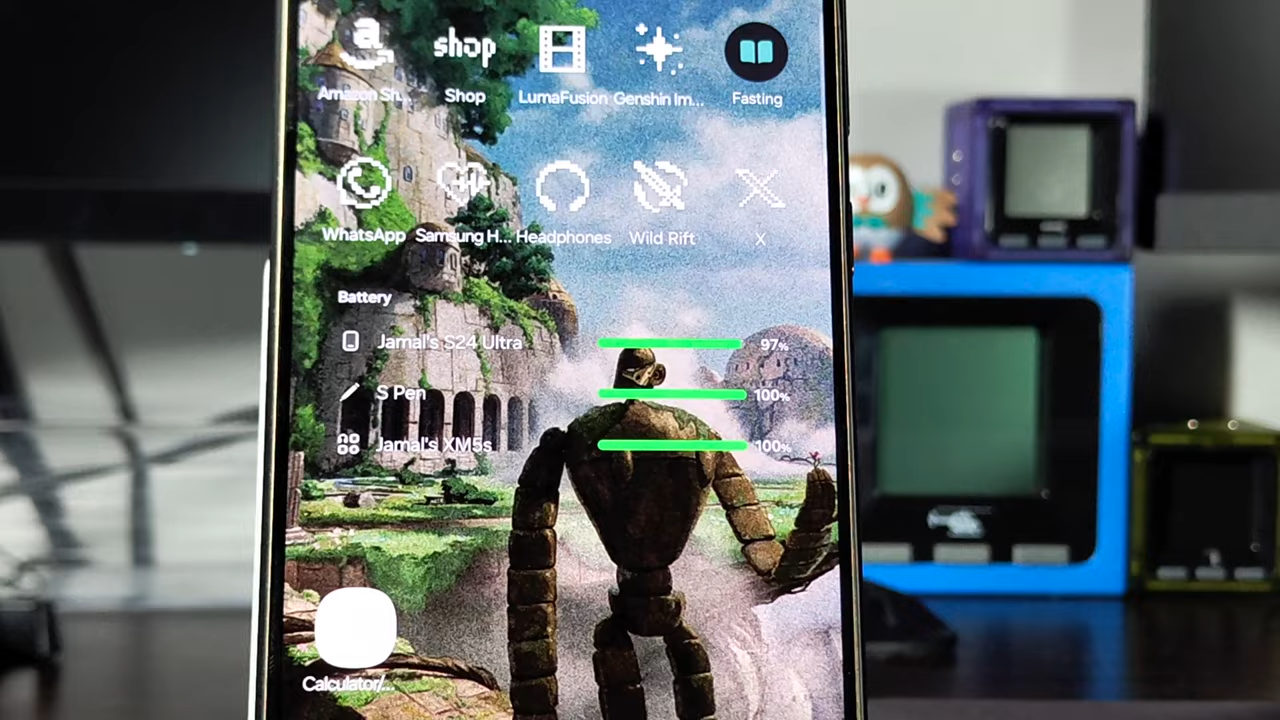 shop
Amazon Sh...
Shop
LumaFusion
Genshin Im...
Fasting
WhatsApp
Samsung H...
Headphones
Wild Rift
X
Battery
Jamal's S24 Ultra
97%
S Pen
100%
Jamal's XM5s
100%
Calculator/...